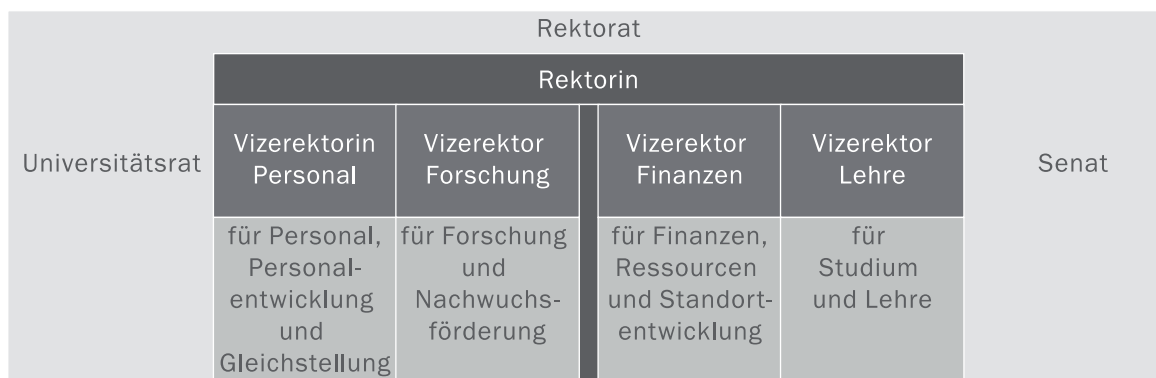 Rektorat
Rektorin
Universitätsrat
Vizerektorin
Personal
Vizerektor
Forschung
Vizerektor
Finanzen
Vizerektor
Lehre
Senat
für Personal,
Personal-
entwicklung
und
Gleichstellung
für Forschung
und
Nachwuchs-
förderung
für Finanzen,
Ressourcen
und Standort-
entwicklung
für
Studium
und Lehre